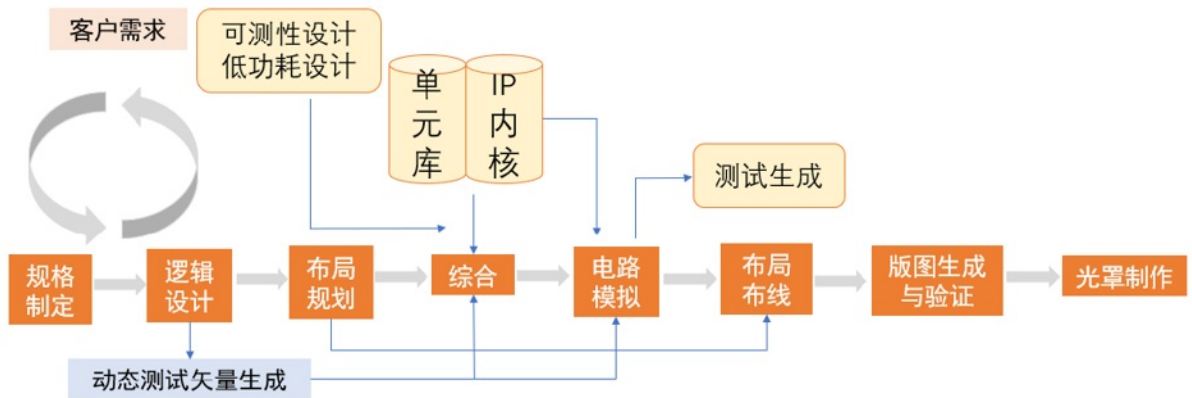 客户需求
可测性设计
低功耗设计
单
元
库
IP
内
核
测试生成
规格
制定
逻辑
设计
布局
规划
综合
电路
模拟
布局
布线
版图生成
与验证
光罩制作
动态测试矢量生成